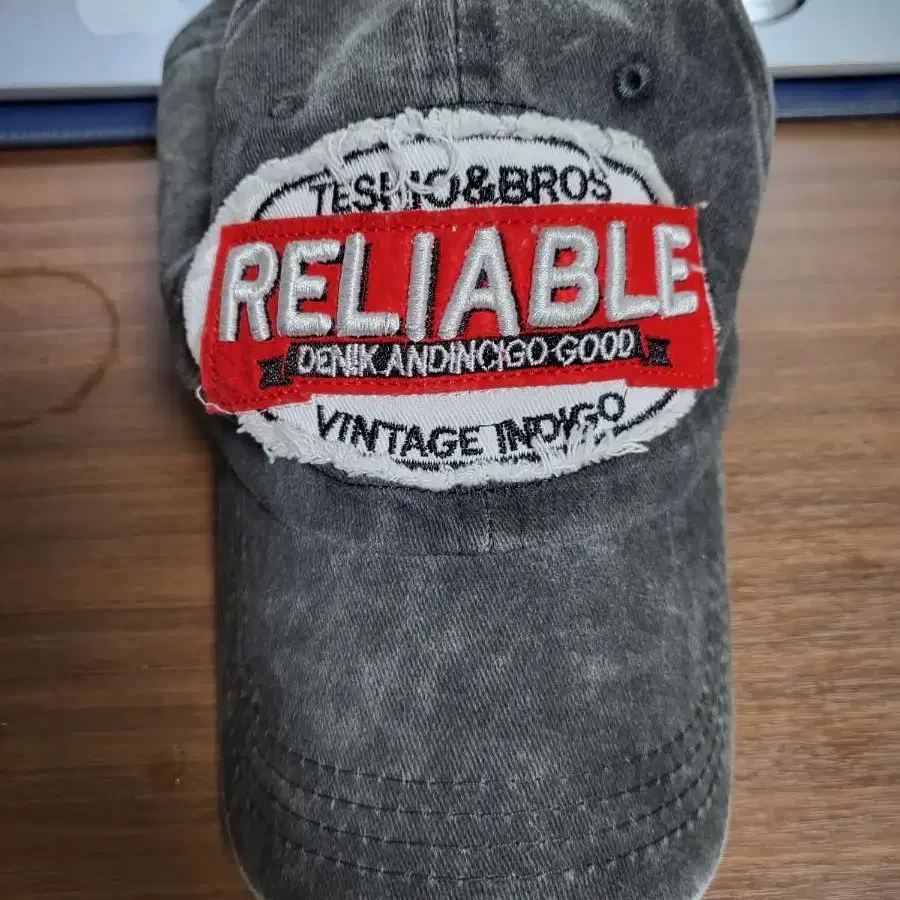 TESHIO&BROS
RELIABLE
DENIK ANDINCIGO GOOD
VINTAGE INDIGO